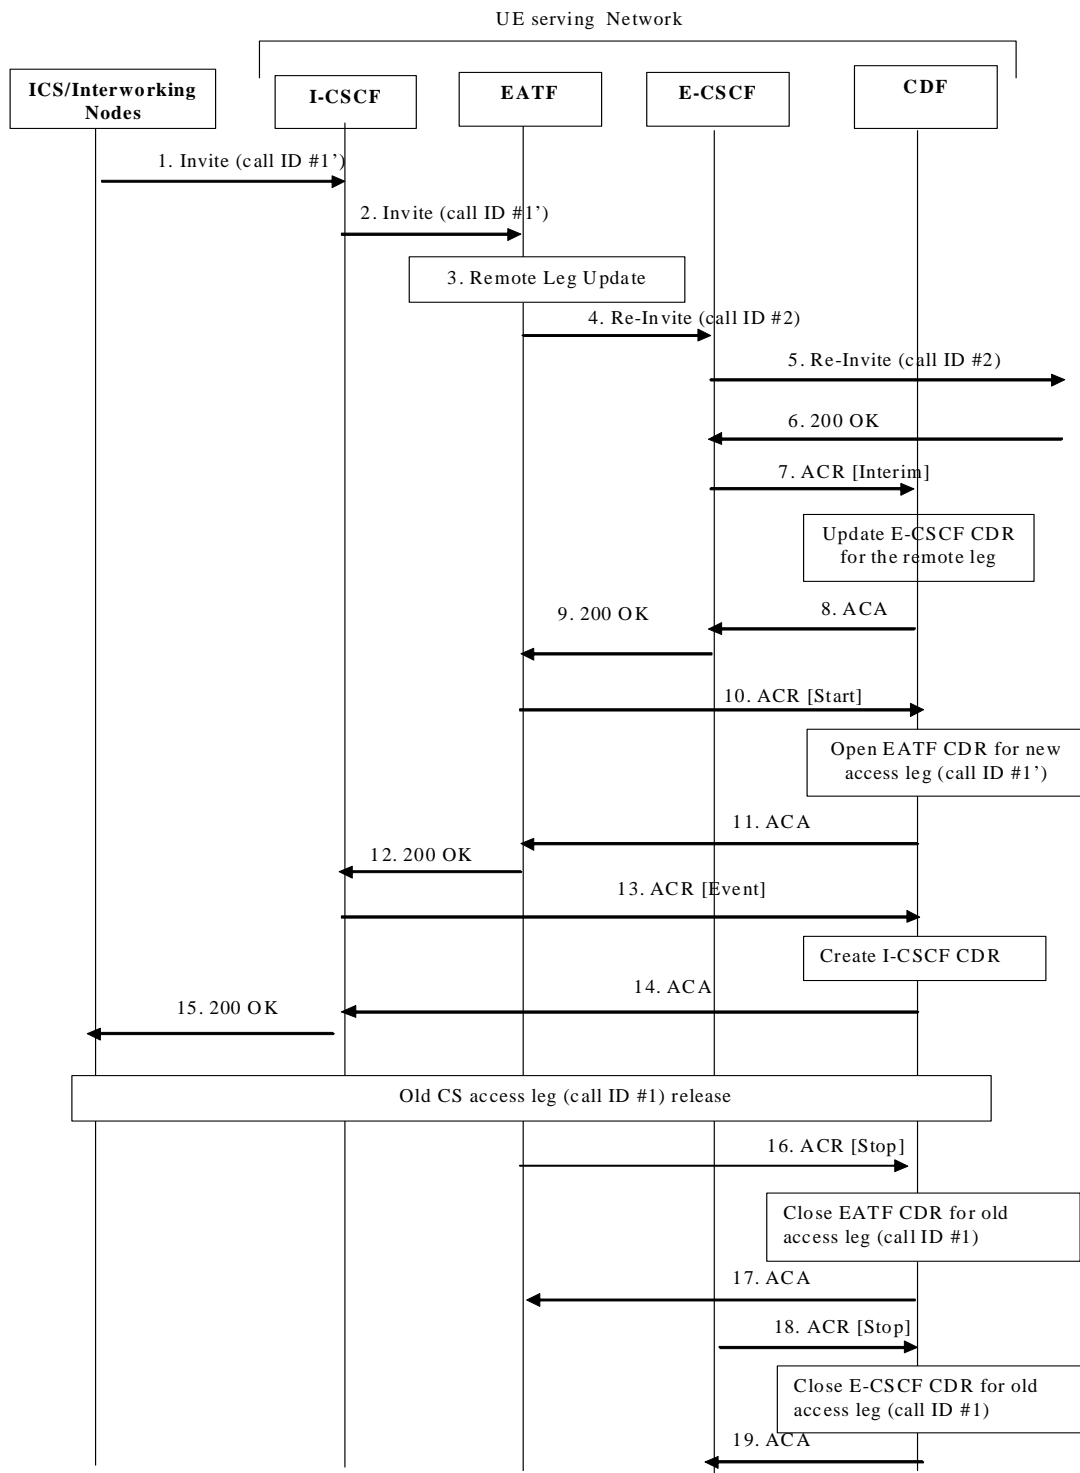 UE serving Network
ICS/Interworking
Nodes
I-CSCF
EATF
E-CSCF
CDF
1. Invite (call ID #1')
2. Invite (call ID #1')
3. Remote Leg Update
4. Re-Invite (call ID #2)
5. Re-Invite (call ID #2)
6. 200 OK
7. ACR [Interim]
Update E-CSCF CDR
for the remote leg
8. ACA
9. 200 OK
10. ACR [Start]
Open EATF CDR for new
access leg (call ID #1')
11. ACA
12. 200 OK
13. ACR [Event]
Create I-CSCF CDR
14. ACA
15. 200 OK
Old CS access leg (call ID #1) release
16. ACR [Stop]
Close EATF CDR for old
access leg (call ID #1)
17. ACA
18. ACR [Stop]
Close E-CSCF CDR for old
access leg (call ID #1)
19. ACA